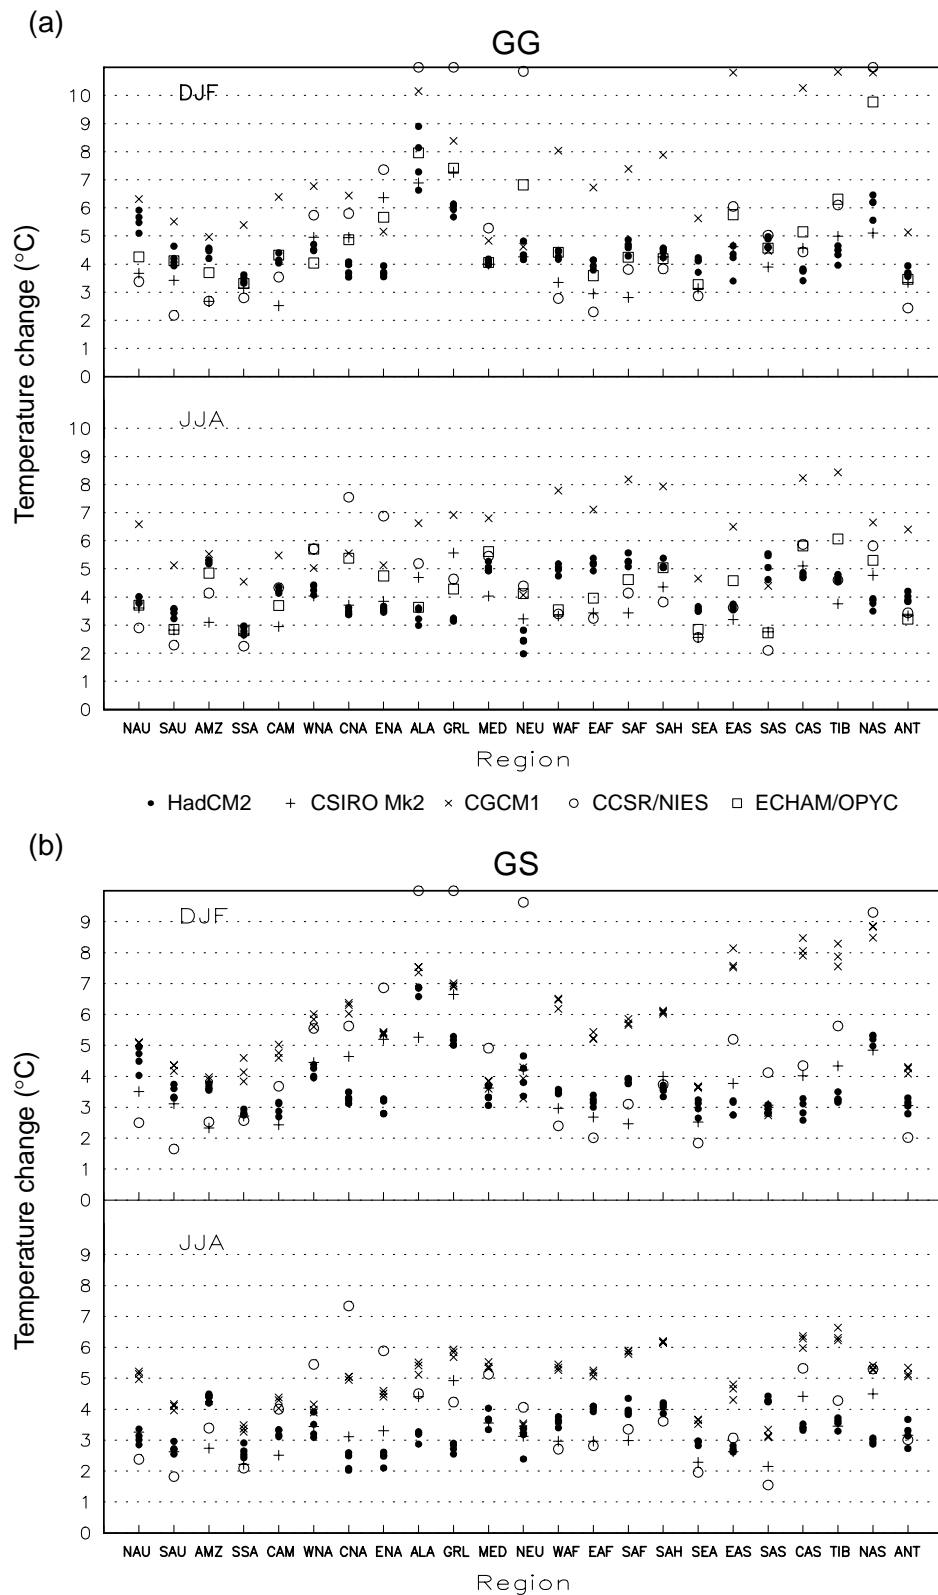 (a)
GG
DJF
10
9
8
7
6
5
4
3
2
1
0
JJA
10
9
8
7
6
5
4
3
2
1
0
Temperature change (°C)
NAU SAU AMZ SSA CAM WNA CNA ENA ALA GRL MED NEU WAF EAF SAF SAH SEA EAS SAS CAS TIB NAS ANT
Region
HadCM2 CSIRO Mk2 CGCM1 CCSR/NIES ECHAM/OPYC
(b)
GS
DJF
9
8
7
6
5
4
3
2
1
0
JJA
9
8
7
6
5
4
3
2
1
0
Temperature change (°C)
NAU SAU AMZ SSA CAM WNA CNA ENA ALA GRL MED NEU WAF EAF SAF SAH SEA EAS SAS CAS TIB NAS ANT
Region